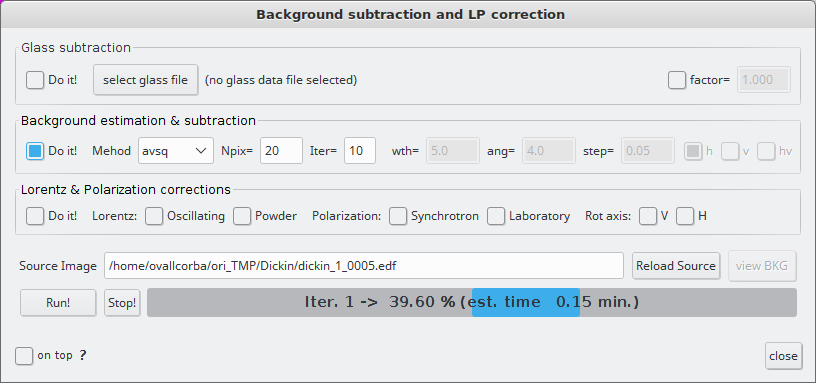 Background subtraction and LP correction
Glass subtraction
Do it! select glass file (no glass data file selected) factor= 1.000
Background estimation & subtraction
Do it! Mehod avsq Npix= 20 Iter= 10 wth= 5.0 ang= 4.0 step= 0.05 h v hv
Lorentz & Polarization corrections
Do it! Lorentz: Oscillating Powder Polarization: Synchrotron Laboratory Rot axis: V H
Source Image /home/ovallcorba/ori_TMP/Dickin/dickin_1_0005.edf Reload Source view BKG
Run! Stop! Iter. 1 -> 39.60 % (est. time 0.15 min.)
on top ? close